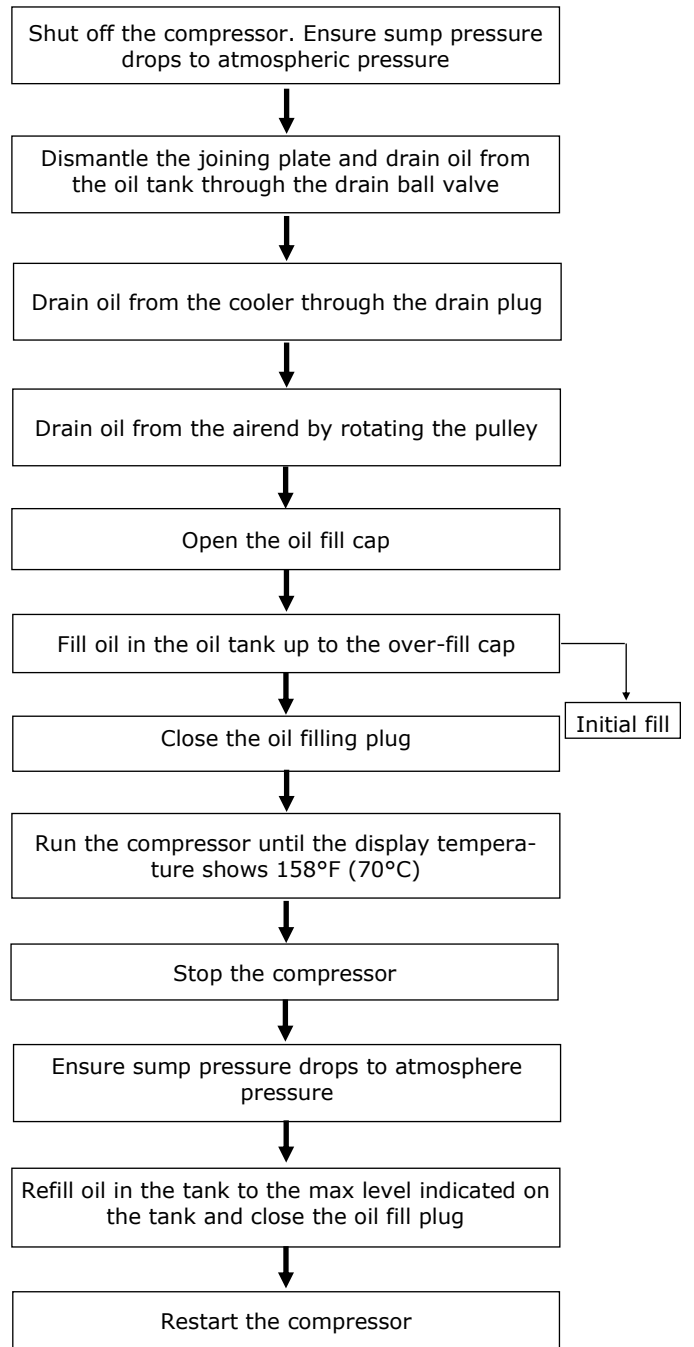 Shut off the compressor. Ensure sump pressure
drops to atmospheric pressure
Dismantle the joining plate and drain oil from
the oil tank through the drain ball valve
Drain oil from the cooler through the drain plug
Drain oil from the airend by rotating the pulley
Open the oil fill cap
Fill oil in the oil tank up to the over-fill cap
Initial fill
Close the oil filling plug
Run the compressor until the display tempera-
ture shows 158°F (70°C)
Stop the compressor
Ensure sump pressure drops to atmosphere
pressure
Refill oil in the tank to the max level indicated on
the tank and close the oil fill plug
Restart the compressor